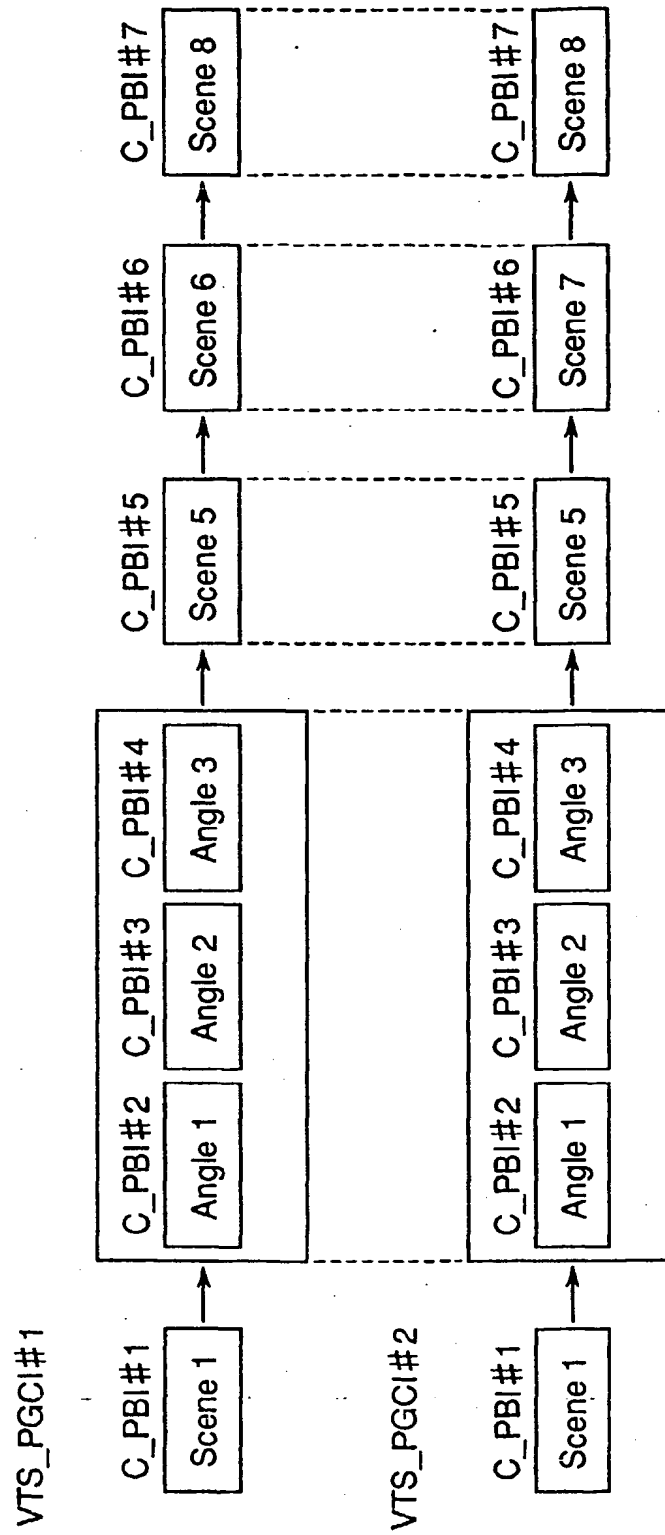 VTS_PGCI#1
C_PBI#1 C_PBI#2 C_PBI#3 C_PBI#4 C_PBI#5 C_PBI#6 C_PBI#7
Scene 1 Angle 1 Angle 2 Angle 3 Scene 5 Scene 6 Scene 8
VTS_PGCI#2
C_PBI#1 C_PBI#2 C_PBI#3 C_PBI#4 C_PBI#5 C_PBI#6 C_PBI#7
Scene 1 Angle 1 Angle 2 Angle 3 Scene 5 Scene 7 Scene 8